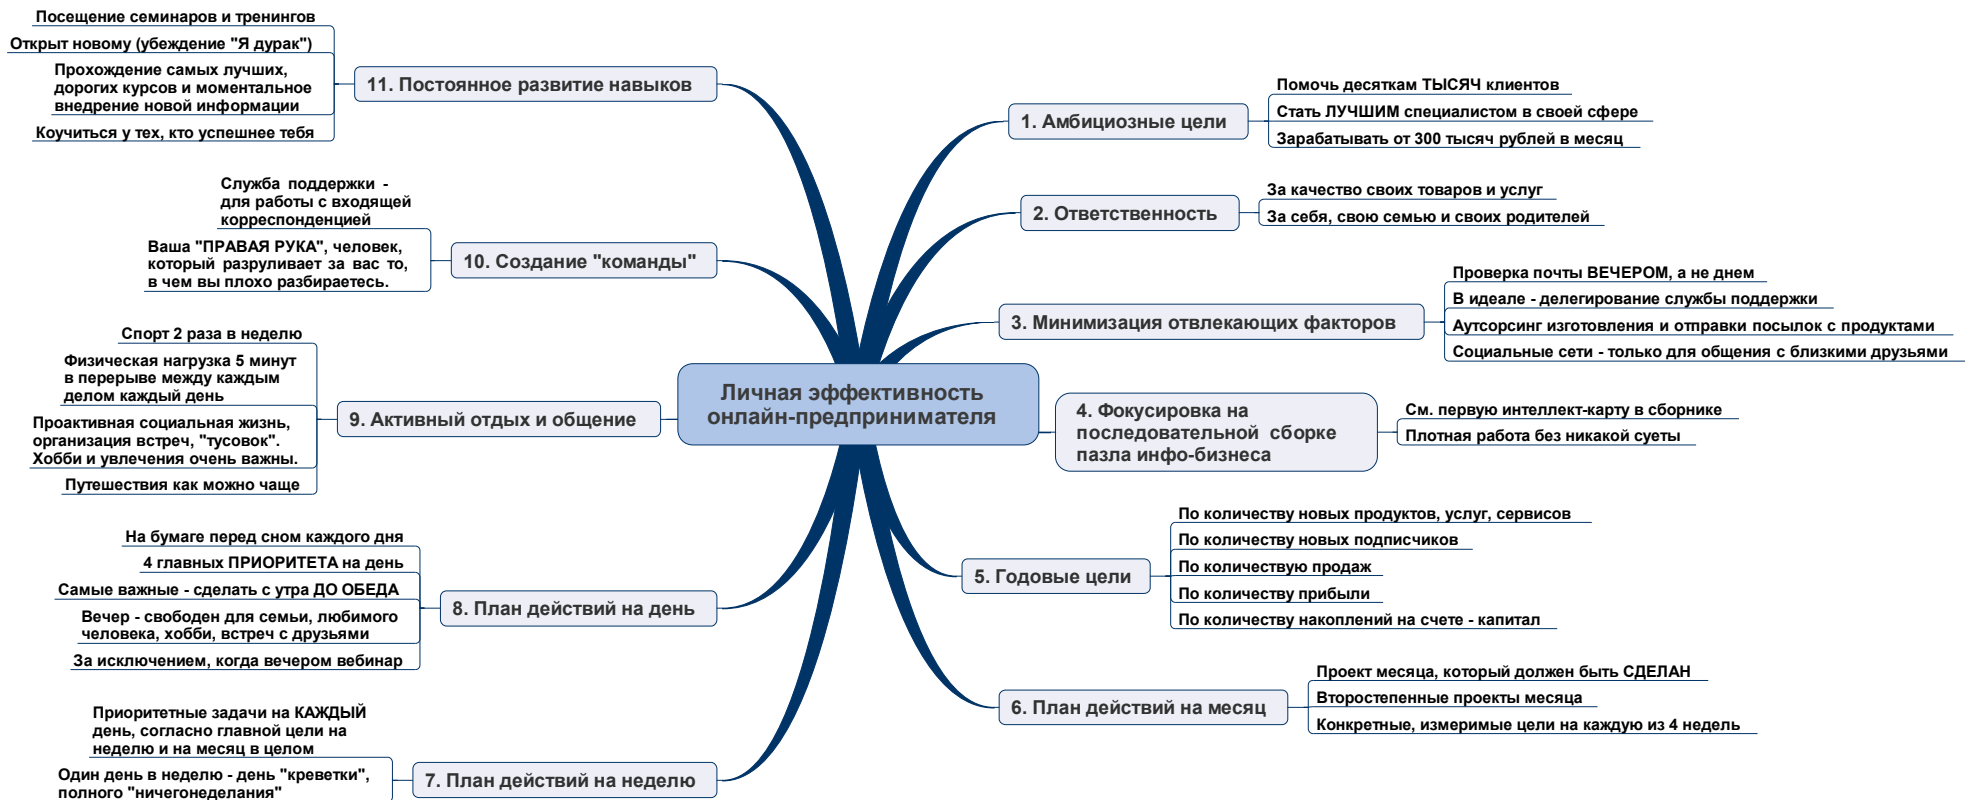 Личная эффективность
онлайн-предпринимателя
1. Амбициозные цели
Помочь десяткам ТЫСЯЧ клиентов
Стать ЛУЧШИМ специалистом в своей сфере
Зарабатывать от 300 тысяч рублей в месяц
2. Ответственность
За качество своих товаров и услуг
За себя, свою семью и своих родителей
3. Минимизация отвлекающих факторов
Проверка почты ВЕЧЕРОМ, а не днем
В идеале - делегирование службы поддержки
Аутсорсинг изготовления и отправки посылок с продуктами
Социальные сети - только для общения с близкими друзьями
4. Фокусировка на
последовательной сборке
пазла инфо-бизнеса
См. первую интеллект-карту в сборнике
Плотная работа без никакой суеты
5. Годовые цели
По количеству новых продуктов, услуг, сервисов
По количеству новых подписчиков
По количествую продаж
По количеству прибыли
По количеству накоплений на счете - капитал
6. План действий на месяц
Проект месяца, который должен быть СДЕЛАН
Второстепенные проекты месяца
Конкретные, измеримые цели на каждую из 4 недель
7. План действий на неделю
Приоритетные задачи на КАЖДЫЙ
день, согласно главной цели на
неделю и на месяц в целом
Один день в неделю - день "креветки",
полного "ничегонеделания"
8. План действий на день
На бумаге перед сном каждого дня
4 главных ПРИОРИТЕТА на день
Самые важные - сделать с утра ДО ОБЕДА
Вечер - свободен для семьи, любимого
человека, хобби, встреч с друзьями
За исключением, когда вечером вебинар
9. Активный отдых и общение
Спорт 2 раза в неделю
Физическая нагрузка 5 минут
в перерыве между каждым
делом каждый день
Проактивная социальная жизнь,
организация встреч, "тусовок".
Хобби и увлечения очень важны.
Путешествия как можно чаще
10. Создание "команды"
Служба поддержки -
для работы с входящей
корреспонденцией
Ваша "ПРАВАЯ РУКА", человек,
который разруливает за вас то,
в чем вы плохо разбираетесь.
11. Постоянное развитие навыков
Посещение семинаров и тренингов
Открыт новому (убеждение "Я дурак")
Прохождение самых лучших,
дорогих курсов и моментальное
внедрение новой информации
Коучиться у тех, кто успешнее тебя